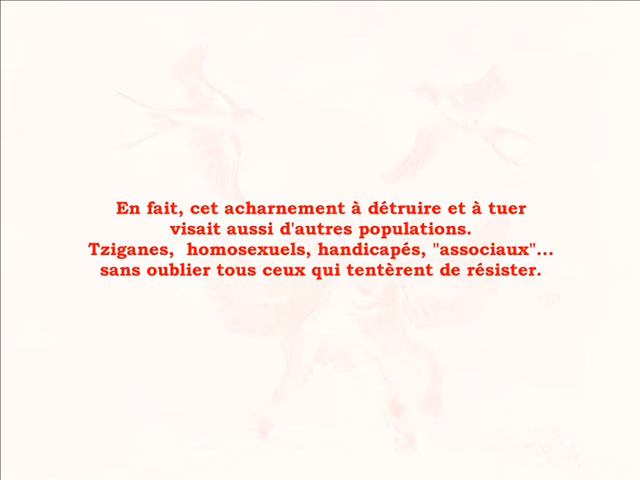 En fait, cet acharnement à détruire et à tuer
visait aussi d'autres populations.
Tziganes,  homosexuels, handicapés, "associaux"...
sans oublier tous ceux qui tentèrent de résister.